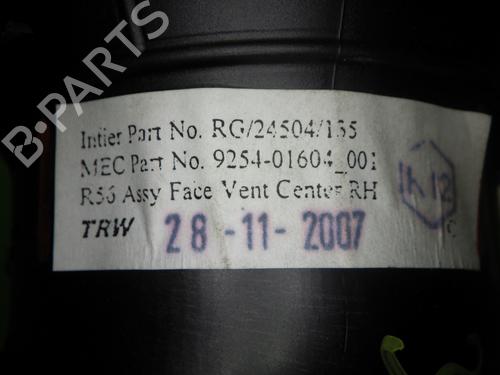 B-PARTS
Intier Part No. RG/24504/135
MEC Part No. 9254-01604_001
R56 Assy Face Vent Center RH
TRW 28-11-2007
1K12
C